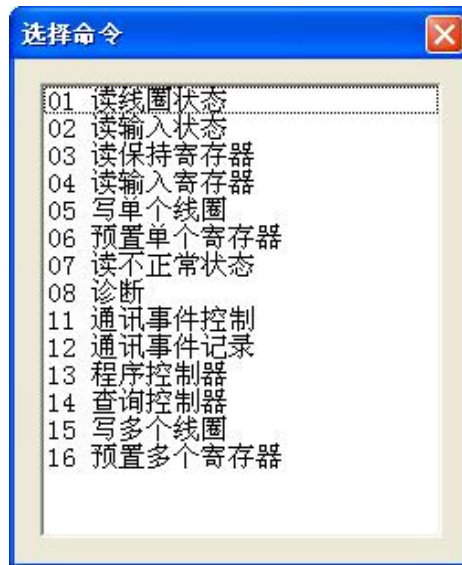 选择命令
01 读线圈状态
02 读输入状态
03 读保持寄存器
04 读输入寄存器
05 写单个线圈
06 预置单个寄存器
07 读不正常状态
08 诊断
11 通讯事件控制
12 通讯事件记录
13 程序控制器
14 查询控制器
15 写多个线圈
16 预置多个寄存器